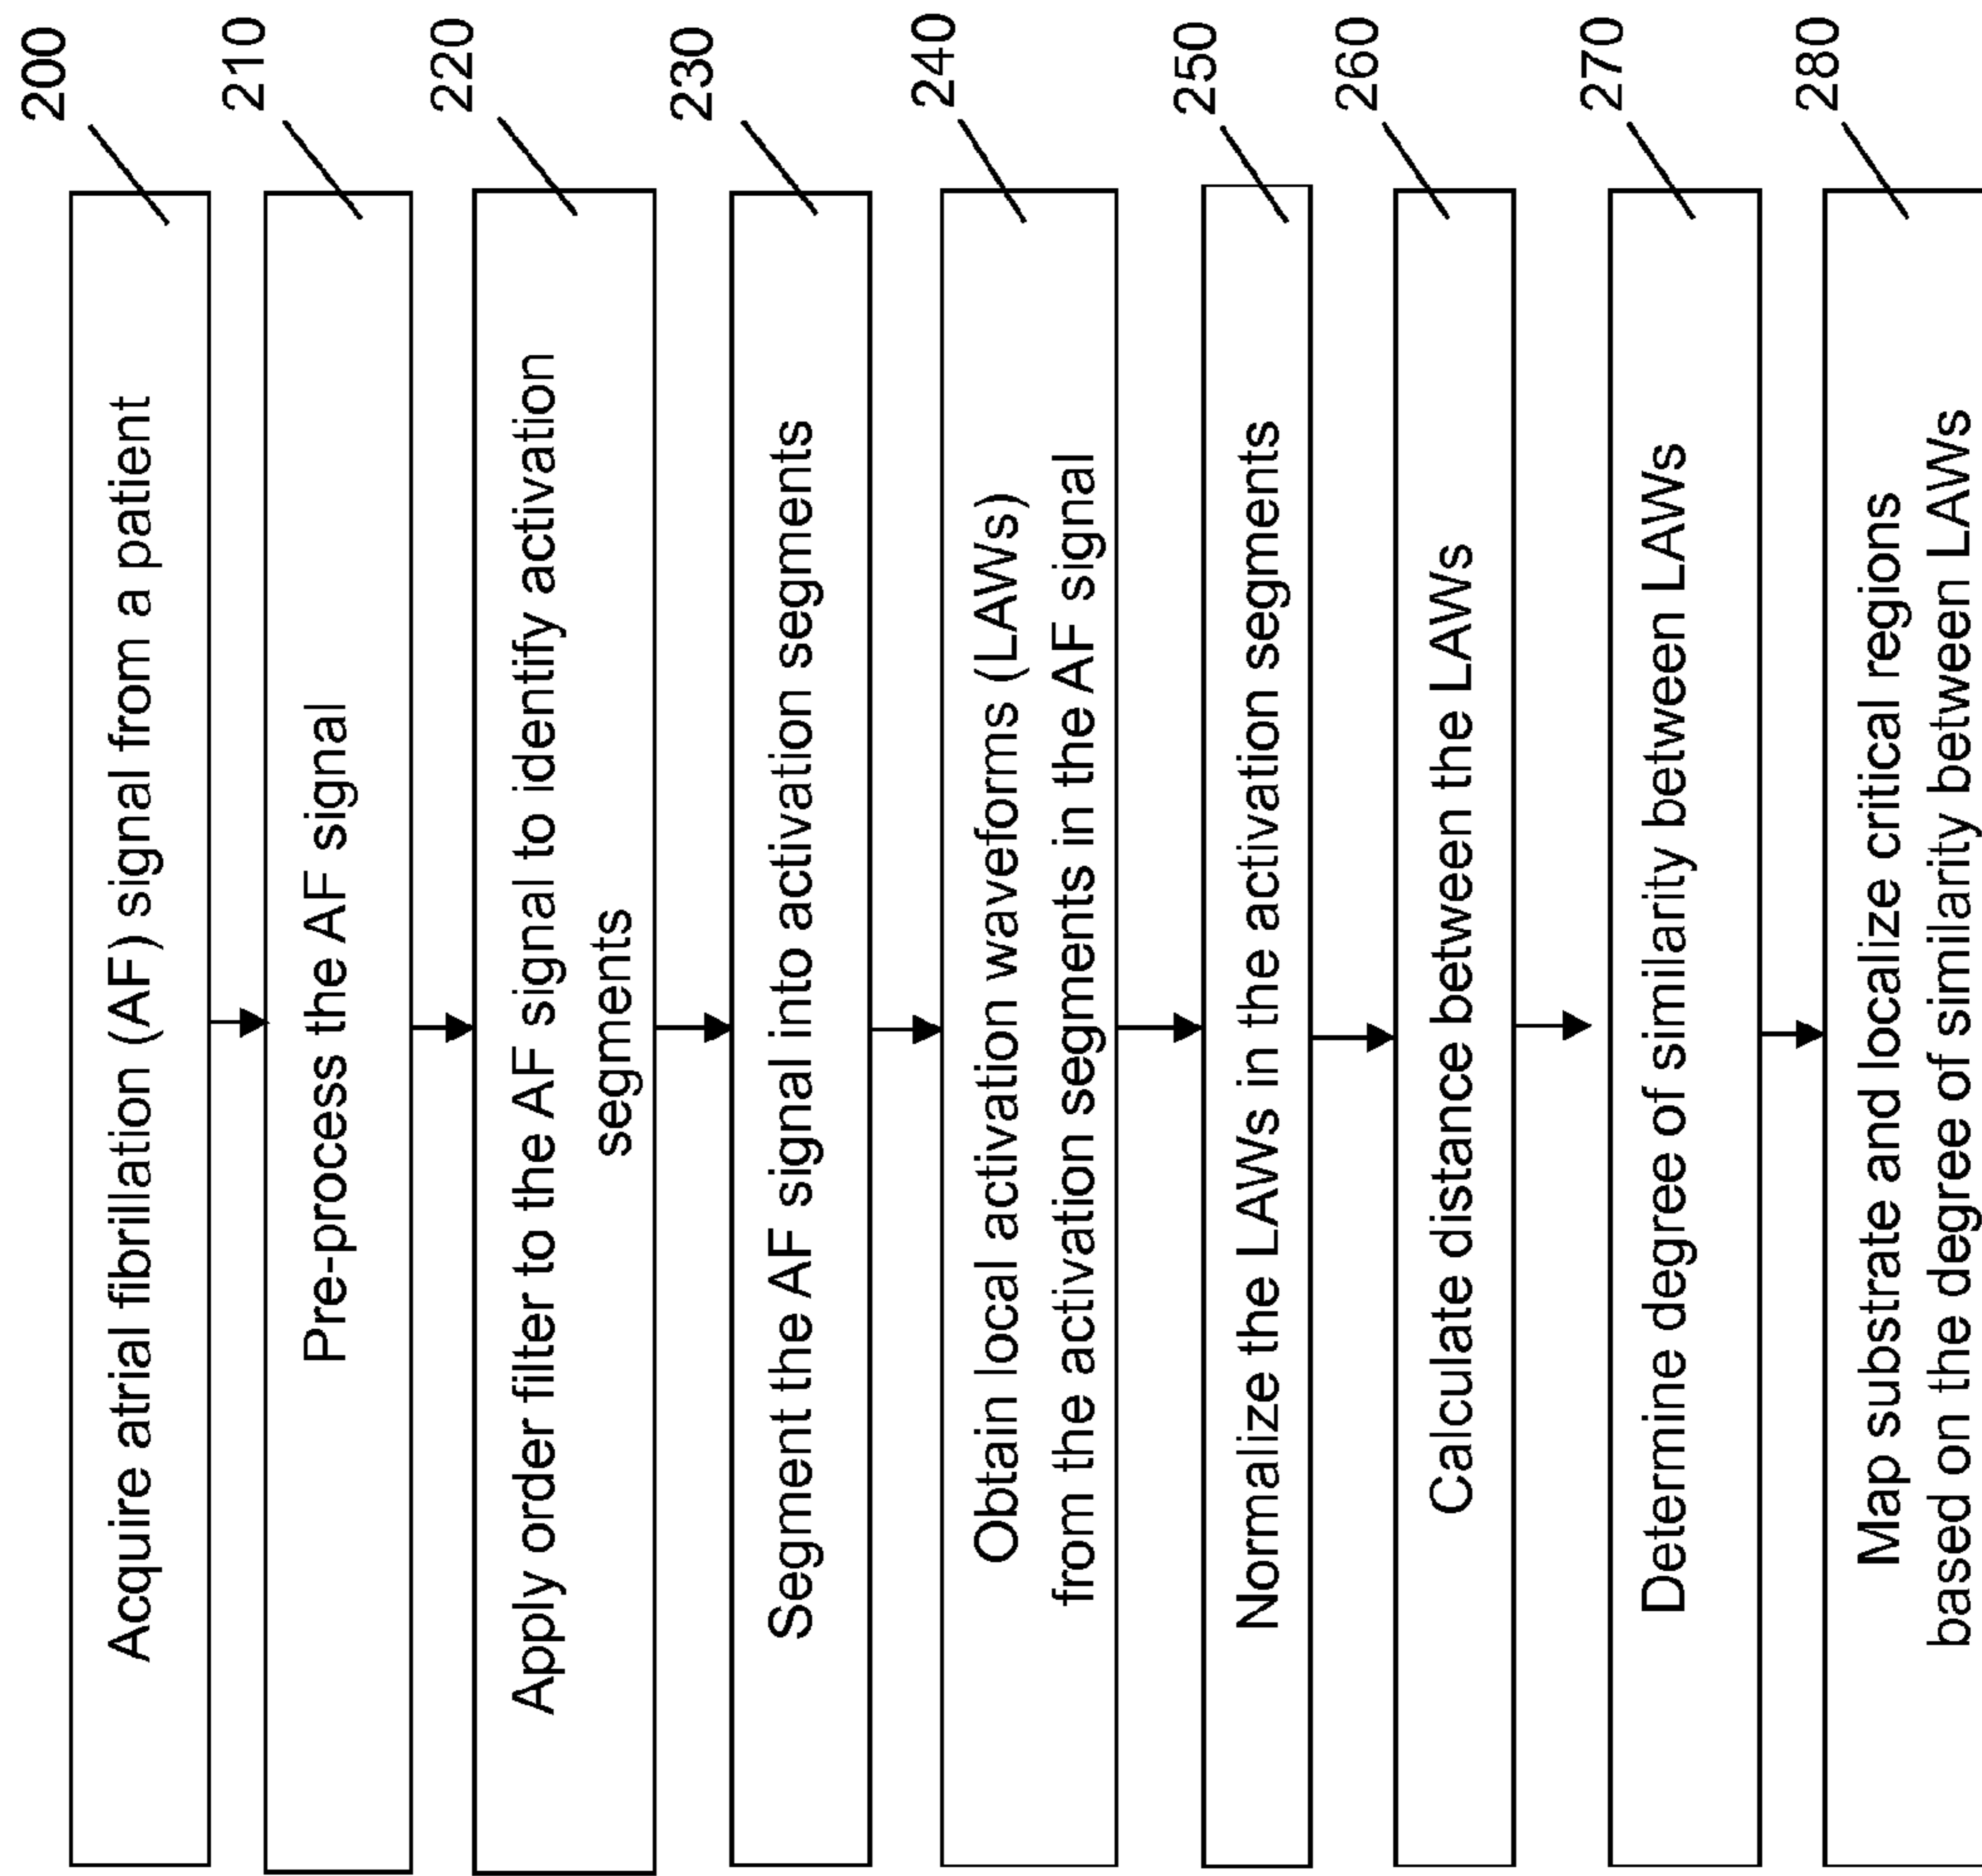 200
Acquire atrial fibrillation (AF) signal from a patient
210
Pre-process the AF signal
220
Apply order filter to the AF signal to identify activation
segments
230
Segment the AF signal into activation segments
240
Obtain local activation waveforms (LAWs)
from the activation segments in the AF signal
250
Normalize the LAWs in the activation segments
260
Calculate distance between the LAWs
270
Determine degree of similarity between LAWs
280
Map substrate and localize critical regions
based on the degree of similarity between LAWs